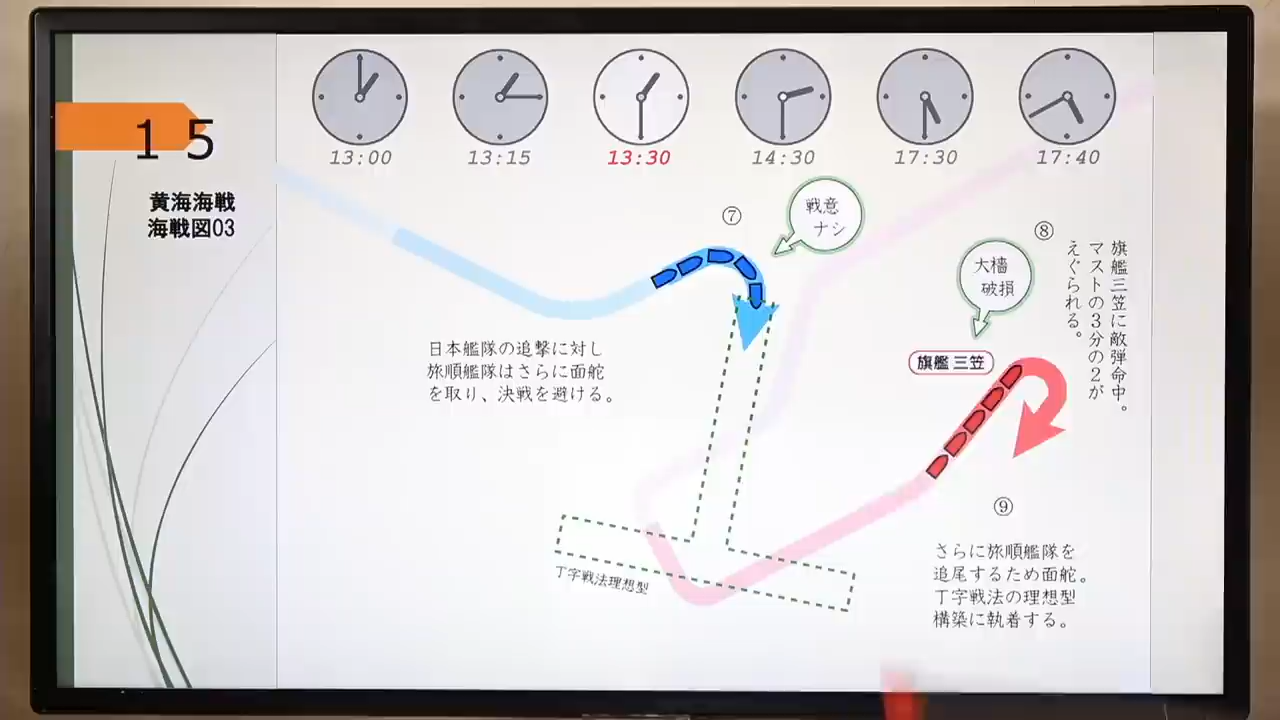 15
黄海海戦
海戦図03
13:00
13:15
13:30
14:30
17:30
17:40
⑦
戦意
ナシ
日本艦隊の追撃に対し
旅順艦隊はさらに面舵
を取り、決戦を避ける。
⑧
旗艦三笠に敵弾命中。
マストの3分の2が
えぐられる。
大檣
破損
旗艦 三笠
丁字戦法理想型
⑨
さらに旅順艦隊を
追尾するため面舵。
丁字戦法の理想型
構築に執着する。